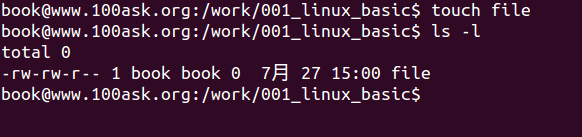 book@www.100ask.org:/work/001_linux_basic$ touch file
book@www.100ask.org:/work/001_linux_basic$ ls -l
total 0
-rw-rw-r-- 1 book book 0  7月 27 15:00 file
book@www.100ask.org:/work/001_linux_basic$